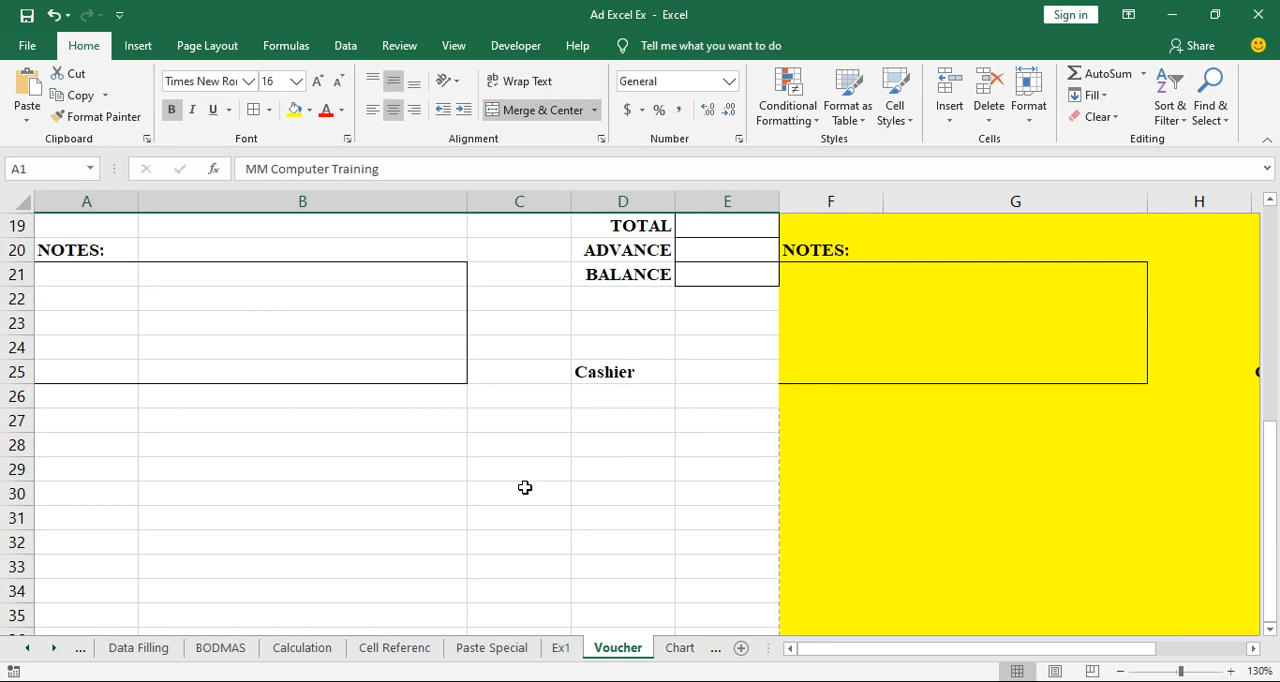 Ad Excel Ex - Excel
Sign in
File Home Insert Page Layout Formulas Data Review View Developer Help Tell me what you want to do Share
Paste Cut Copy Format Painter Clipboard
Times New Ror 16 B I U A Font
Wrap Text Merge & Center Alignment
General $ % , Number
Conditional Formatting Format as Table Cell Styles Styles
Insert Delete Format Cells
AutoSum Fill Clear Sort & Filter Find & Select Editing
A1 fx MM Computer Training
A B C D E F G H
19 TOTAL
20 NOTES: ADVANCE NOTES:
21 BALANCE
22
23
24
25 Cashier
26
27
28
29
30
31
32
33
34
35
... Data Filling BODMAS Calculation Cell Referenc Paste Special Ex1 Voucher Chart ...
130%